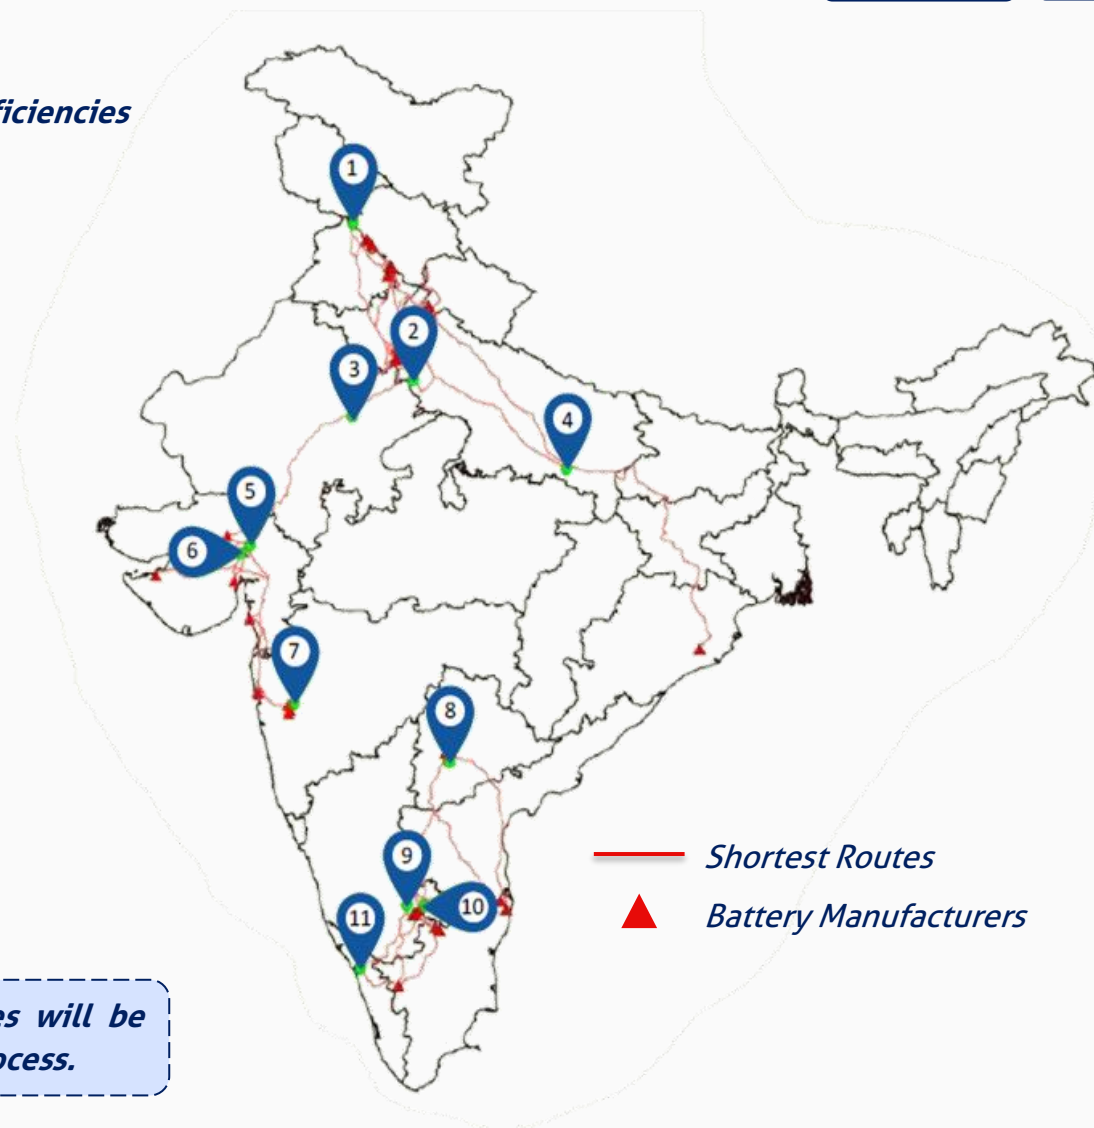 ficiencies
1
2
3
4
5
6
7
8
9
10
11
Shortest Routes
Battery Manufacturers
es will be
ocess.